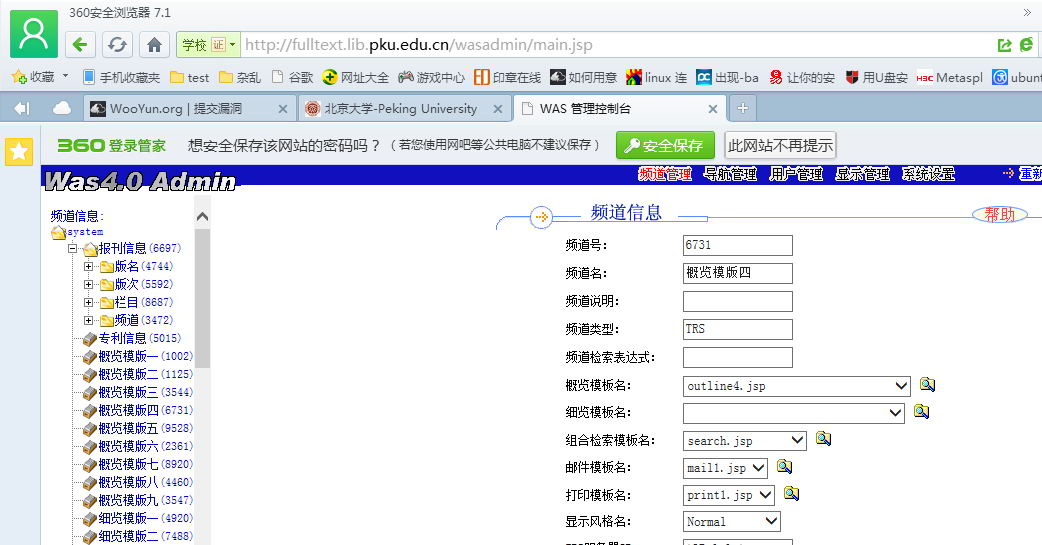 360安全浏览器 7.1
学校 证 http://fulltext.lib.pku.edu.cn/wasadmin/main.jsp
收藏 手机收藏夹 test 杂乱 谷歌 网址大全 游戏中心 印章在线 如何用意 linux 连 出现-ba 让你的安 用U盘安 H3C Metaspl ubunt
WooYun.org | 提交漏洞 北京大学-Peking University WAS 管理控制台
360 登录管家 想安全保存该网站的密码吗？（若您使用网吧等公共电脑不建议保存） 安全保存 此网站不再提示
Was4.0 Admin 频道管理 导航管理 用户管理 显示管理 系统设置 重新
频道信息:
system
报刊信息(6697)
版名(4744)
版次(5592)
栏目(8687)
频道(3472)
专利信息(5015)
概览模版一(1002)
概览模版二(1125)
概览模版三(3544)
概览模版四(6731)
概览模版五(9528)
概览模版六(2361)
概览模版七(8920)
概览模版八(4460)
概览模版九(3547)
细览模版一(4920)
细览模版二(7488)
频道信息 帮助
频道号： 6731
频道名： 概览模版四
频道说明：
频道类型： TRS
频道检索表达式：
概览模板名： outline4.jsp
细览模板名：
组合检索模板名： search.jsp
邮件模板名： mail1.jsp
打印模板名： print1.jsp
显示风格名： Normal